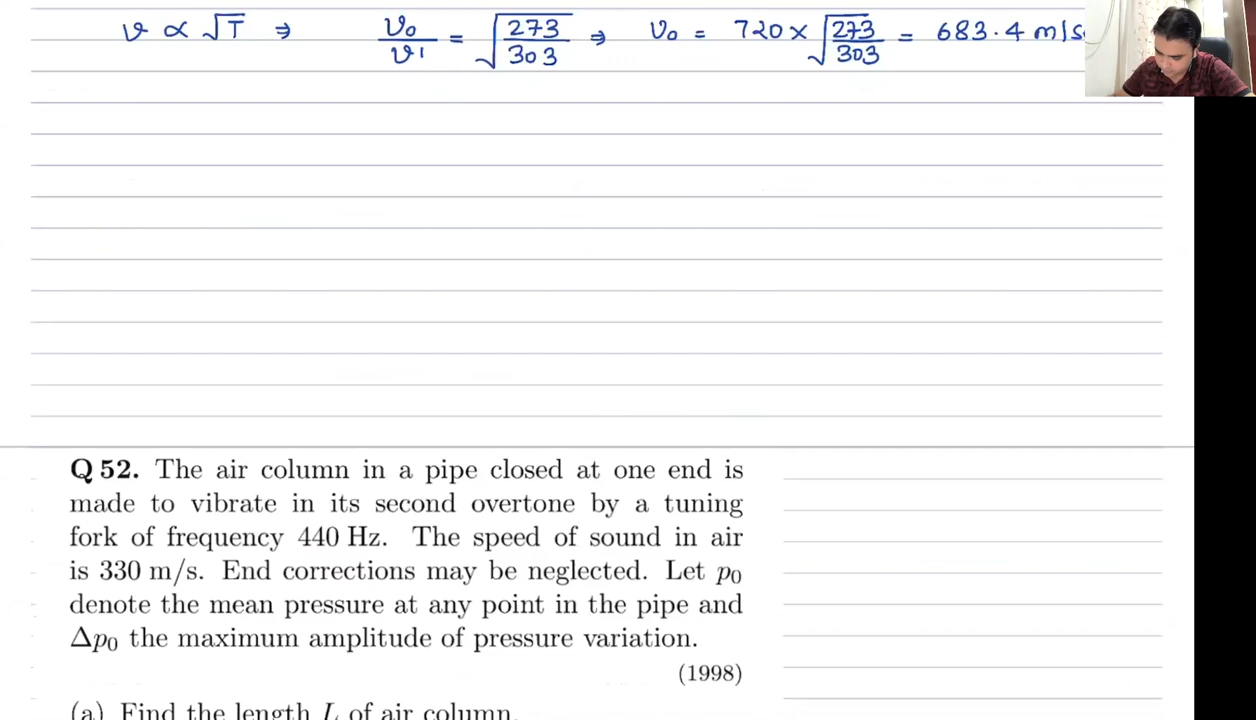 v ∝ √T ⇒ v₀/v₁ = √(273/303) ⇒ v₀ = 720 × √(273/303) = 683.4 m/s
Q 52. The air column in a pipe closed at one end is
made to vibrate in its second overtone by a tuning
fork of frequency 440 Hz. The speed of sound in air
is 330 m/s. End corrections may be neglected. Let p₀
denote the mean pressure at any point in the pipe and
Δp₀ the maximum amplitude of pressure variation.
(1998)
(a) Find the length L of air column.